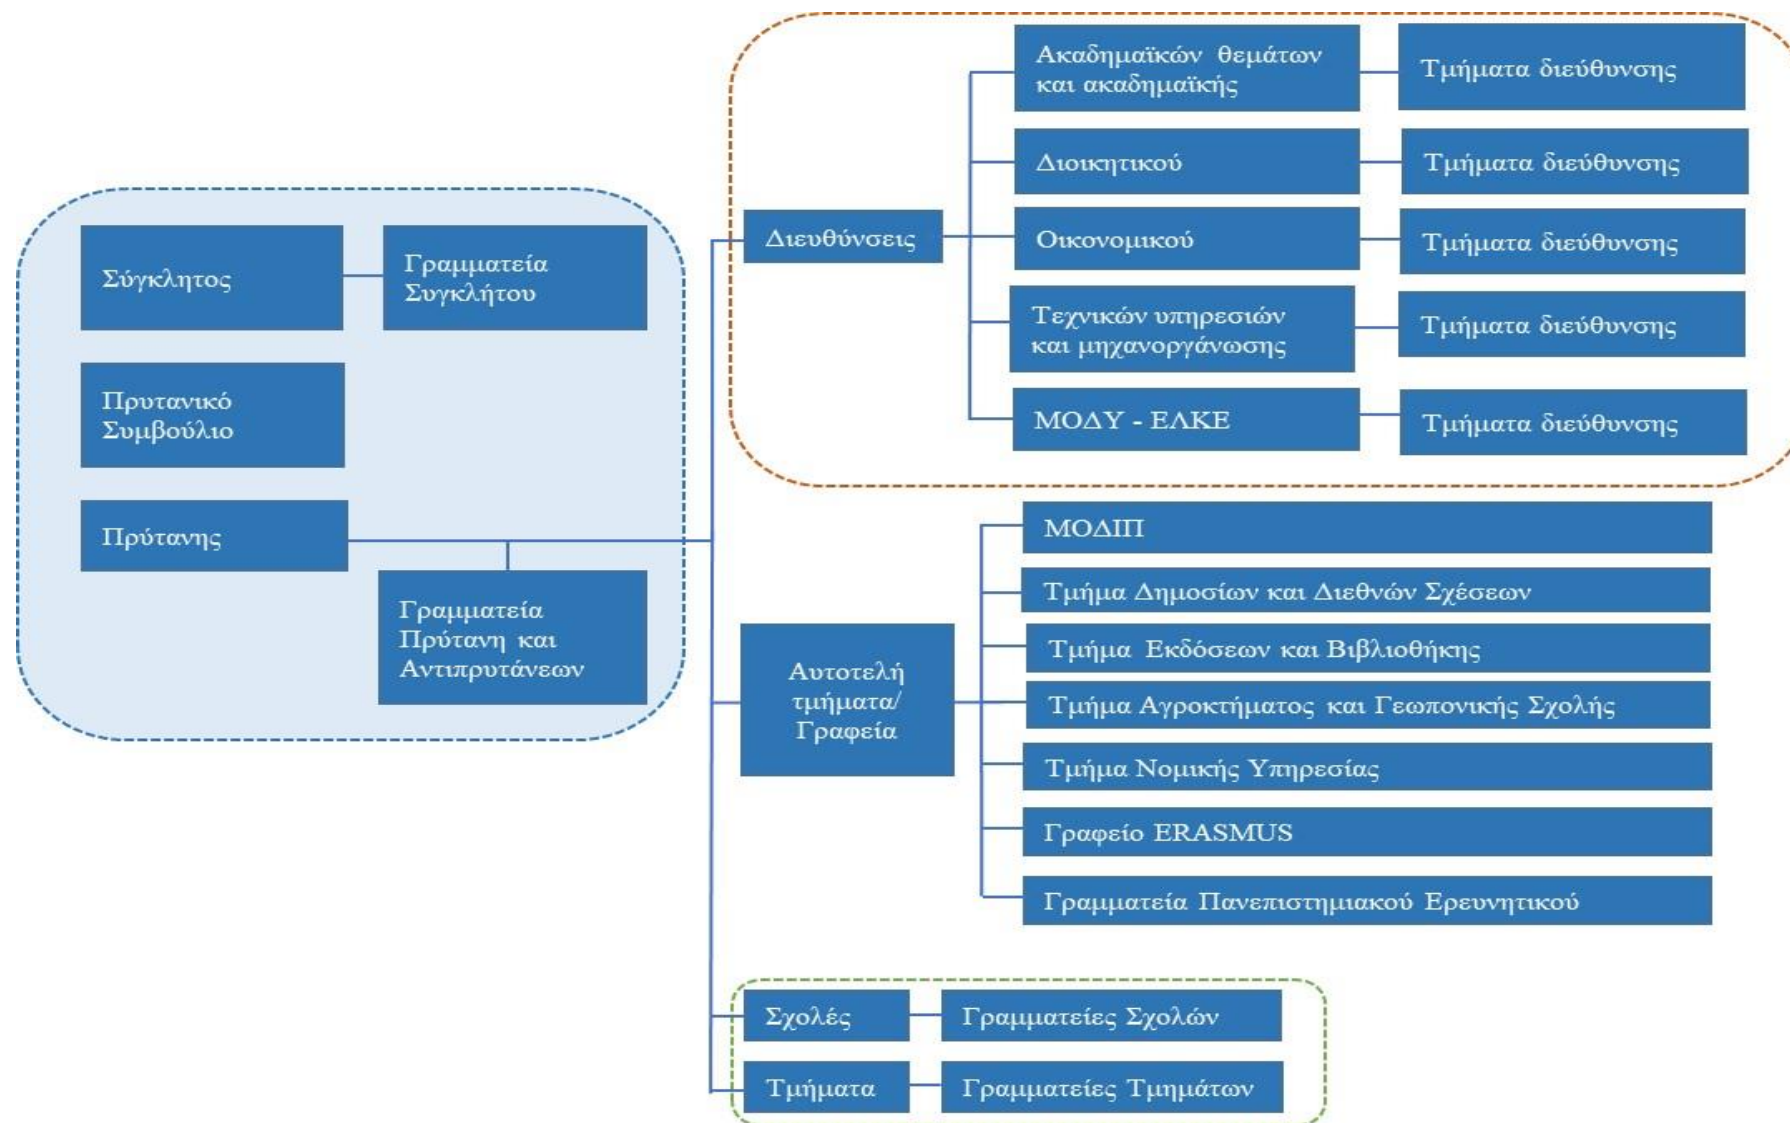 Σύγκλητος
Γραμματεία
Συγκλήτου
Πρυτανικό
Συμβούλιο
Πρύτανης
Γραμματεία
Πρύτανη και
Αντιπρυτάνεων
Διευθύνσεις
Ακαδημαϊκών θεμάτων
και ακαδημαϊκής
Τμήματα διεύθυνσης
Διοικητικού
Τμήματα διεύθυνσης
Οικονομικού
Τμήματα διεύθυνσης
Τεχνικών υπηρεσιών
και μηχανοργάνωσης
Τμήματα διεύθυνσης
ΜΟΔΥ - ΕΛΚΕ
Τμήματα διεύθυνσης
Αυτοτελή
τμήματα/
Γραφεία
ΜΟΔΙΠ
Τμήμα Δημοσίων και Διεθνών Σχέσεων
Τμήμα Εκδόσεων και Βιβλιοθήκης
Τμήμα Αγροκτήματος και Γεωπονικής Σχολής
Τμήμα Νομικής Υπηρεσίας
Γραφείο ERASMUS
Γραμματεία Πανεπιστημιακού Ερευνητικού
Σχολές
Γραμματείες Σχολών
Τμήματα
Γραμματείες Τμημάτων